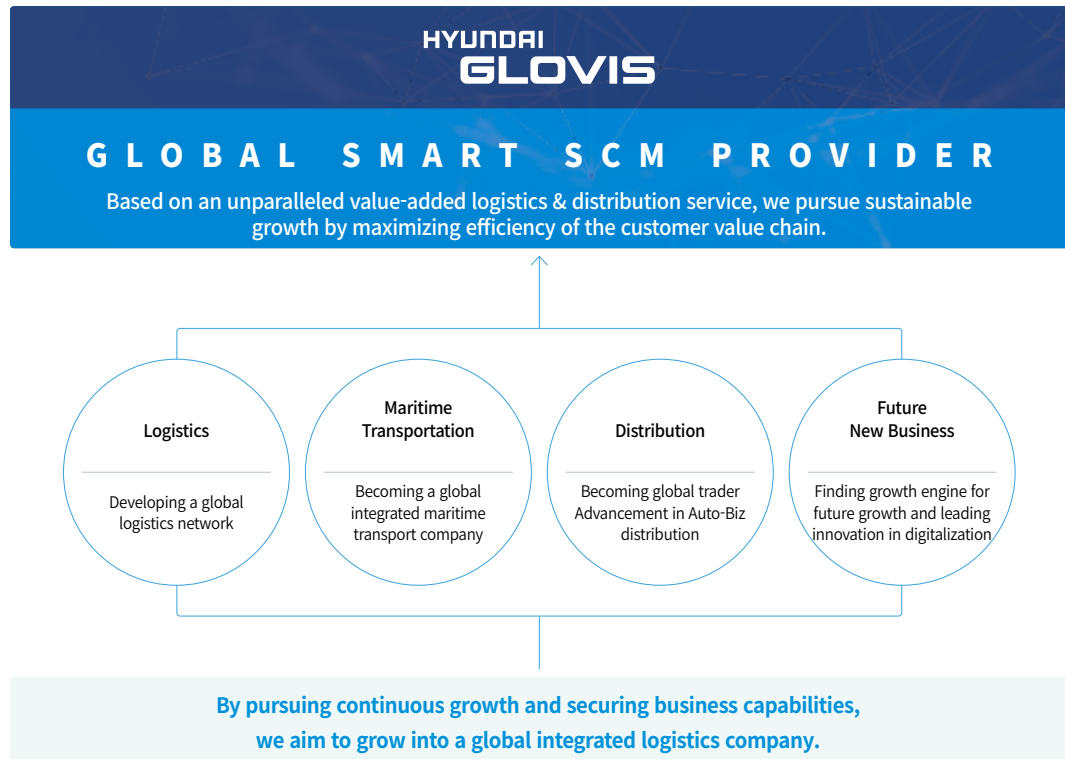 HYUNDAI
GLOVIS
GLOBAL SMART SCM PROVIDER
Based on an unparalleled value-added logistics & distribution service, we pursue sustainable
growth by maximizing efficiency of the customer value chain.
Logistics
Developing a global
logistics network
Maritime
Transportation
Becoming a global
integrated maritime
transport company
Distribution
Becoming global trader
Advancement in Auto-Biz
distribution
Future
New Business
Finding growth engine for
future growth and leading
innovation in digitalization
By pursuing continuous growth and securing business capabilities,
we aim to grow into a global integrated logistics company.